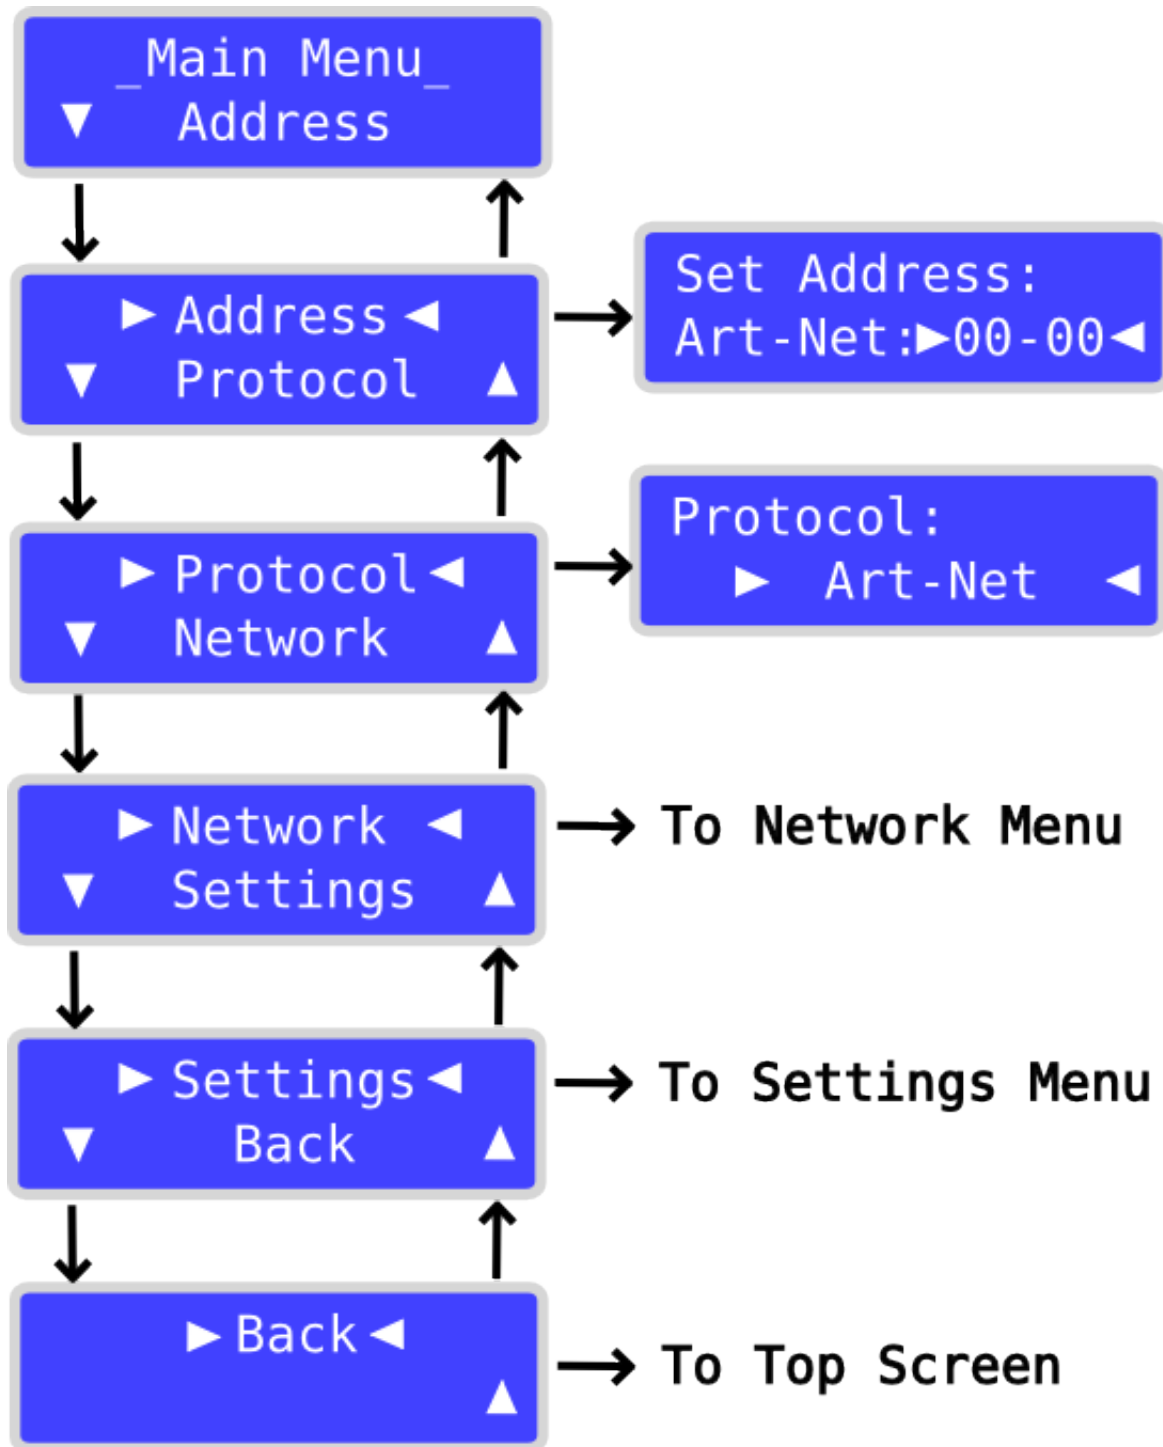 _Main Menu_
▼ Address
►Address◄
▼ Protocol ▲
Set Address:
Art-Net:►00-00◄
►Protocol◄
▼ Network ▲
Protocol:
► Art-Net ◄
►Network ◄
▼ Settings ▲
To Network Menu
►Settings◄
▼ Back ▲
To Settings Menu
►Back◄
▲
To Top Screen